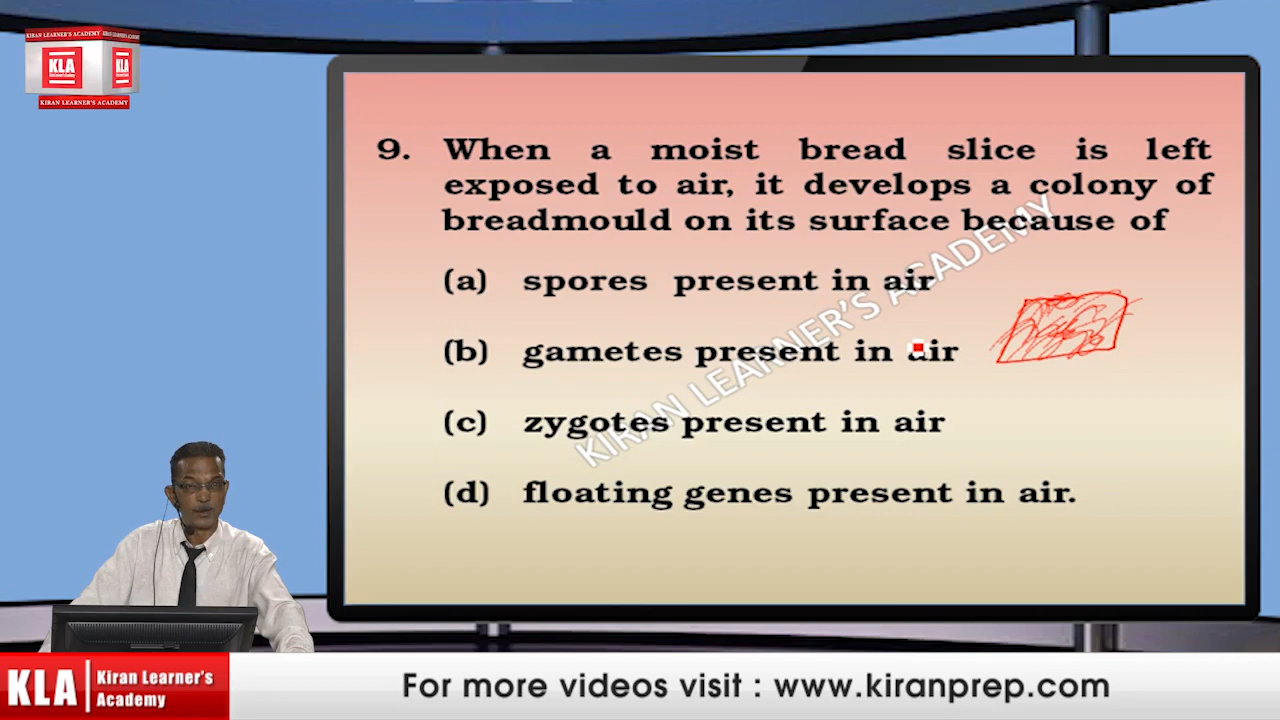 KIRAN LEARNER'S ACADEMY
KLA
KLA
KIRAN LEARNER'S ACADEMY
9. When a moist bread slice is left
exposed to air, it develops a colony of
breadmould on its surface because of
(a) spores present in air
(b) gametes present in air
(c) zygotes present in air
(d) floating genes present in air.
KIRAN LEARNER'S ACADEMY
KLA
Kiran Learner's
Academy
For more videos visit : www.kiranprep.com